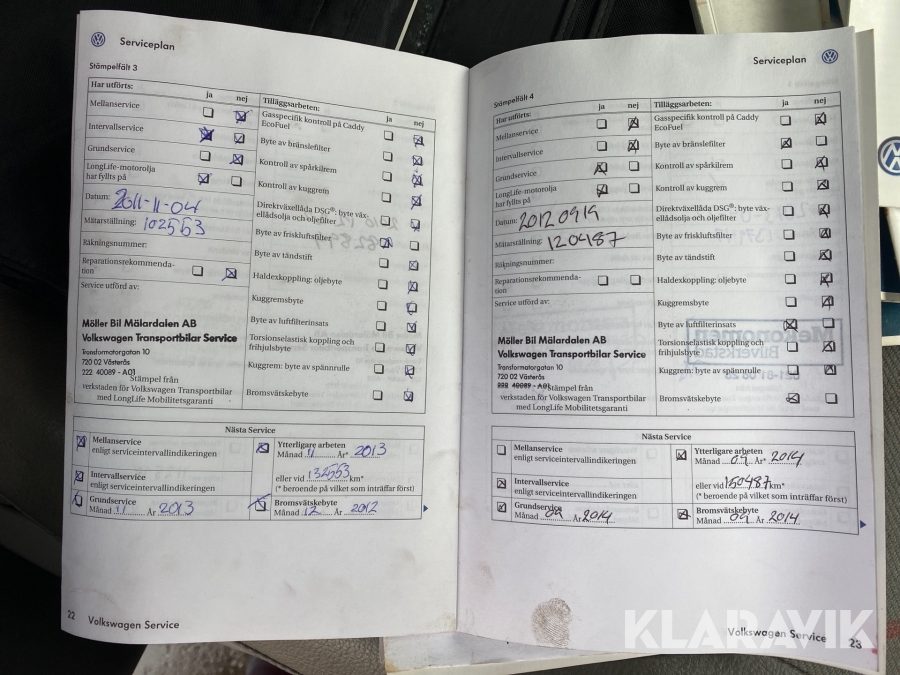 Serviceplan
Stämpelfält 3
Har utförts: ja nej
Mellanservice
Intervallservice
Grundservice
LongLife-motorolja
har fyllts på
Datum: 2011-11-04
Mätarställning: 102553
Räkningsnummer:
Reparationsrekommenda-
tion
Service utförd av:
Möller Bil Mälardalen AB
Volkswagen Transportbilar Service
Transformatorgatan 10
720 02 Västerås
222 40089 - A01
Stämpel från
verkstaden för Volkswagen Transportbilar
med LongLife Mobilitetsgaranti
Tilläggsarbeten: ja nej
Gasspecifik kontroll på Caddy
EcoFuel
Byte av bränslefilter
Kontroll av spårkilrem
Kontroll av kuggrem
Direktväxellåda DSG®: byte väx-
ellådsolja och oljefilter
Byte av friskluftsfilter
Byte av tändstift
Haldexkoppling: oljebyte
Kuggremsbyte
Byte av luftfilterinsats
Torsionselastisk koppling och
frihjulsbyte
Kuggrem: byte av spännrulle
Bromsvätskebyte
Nästa Service
Mellanservice
enligt serviceintervallindikeringen
Intervallservice
enligt serviceintervallindikeringen
Grundservice
Månad 11 År 2013
Ytterligare arbeten
Månad 11 År* 2013
eller vid 132553 km*
(* beroende på vilket som inträffar först)
Bromsvätskebyte
Månad 12 År 2012
22 Volkswagen Service
Serviceplan
Stämpelfält 4
Har utförts: ja nej
Mellanservice
Intervallservice
Grundservice
LongLife-motorolja
har fyllts på
Datum: 20120919
Mätarställning: 120487
Räkningsnummer:
Reparationsrekommenda-
tion
Service utförd av:
Möller Bil Mälardalen AB
Volkswagen Transportbilar Service
Transformatorgatan 10
720 02 Västerås
222 40089 - A01
Stämpel från
verkstaden för Volkswagen Transportbilar
med LongLife Mobilitetsgaranti
Tilläggsarbeten: ja nej
Gasspecifik kontroll på Caddy
EcoFuel
Byte av bränslefilter
Kontroll av spårkilrem
Kontroll av kuggrem
Direktväxellåda DSG®: byte väx-
ellådsolja och oljefilter
Byte av friskluftsfilter
Byte av tändstift
Haldexkoppling: oljebyte
Kuggremsbyte
Byte av luftfilterinsats
Torsionselastisk koppling och
frihjulsbyte
Kuggrem: byte av spännrulle
Bromsvätskebyte
Nästa Service
Mellanservice
enligt serviceintervallindikeringen
Intervallservice
enligt serviceintervallindikeringen
Grundservice
Månad 09 År 2014
Ytterligare arbeten
Månad 09 År* 2014
eller vid 150487 km*
(* beroende på vilket som inträffar först)
Bromsvätskebyte
Månad 09 År 2014
Volkswagen Service 23
KLARAVIK